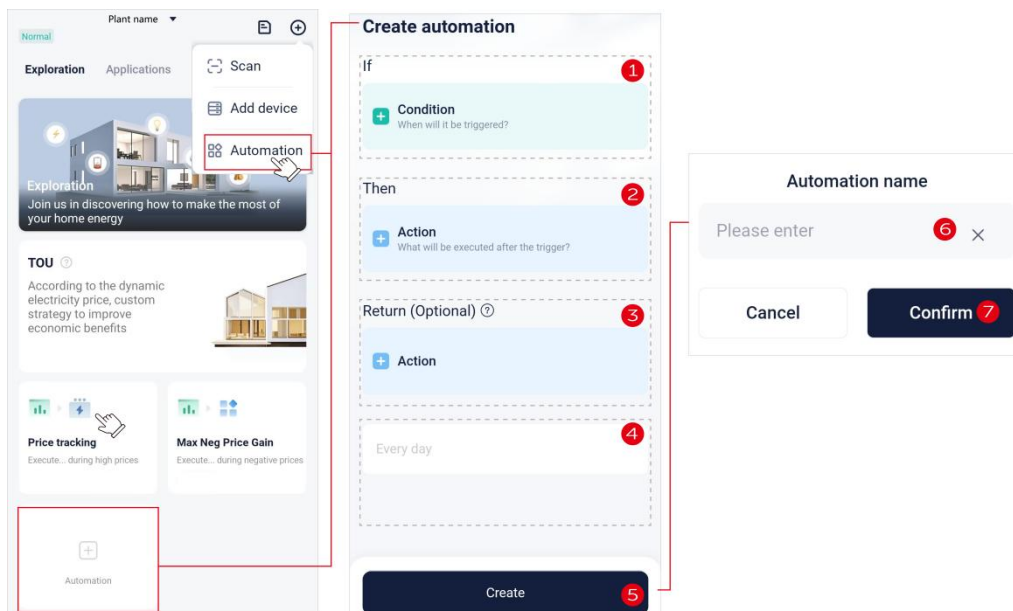 Plant name
Normal
Exploration Applications
Scan
Add device
Automation
Exploration
Join us in discovering how to make the most of
your home energy
TOU
According to the dynamic
electricity price, custom
strategy to improve
economic benefits
Price tracking
Execute... during high prices
Max Neg Price Gain
Execute... during negative prices
Automation
Create automation
If
1
Condition
When will it be triggered?
Then
2
Action
What will be executed after the trigger?
Return (Optional)
3
Action
4
Every day
Create
5
Automation name
Please enter
6
Cancel
Confirm
7